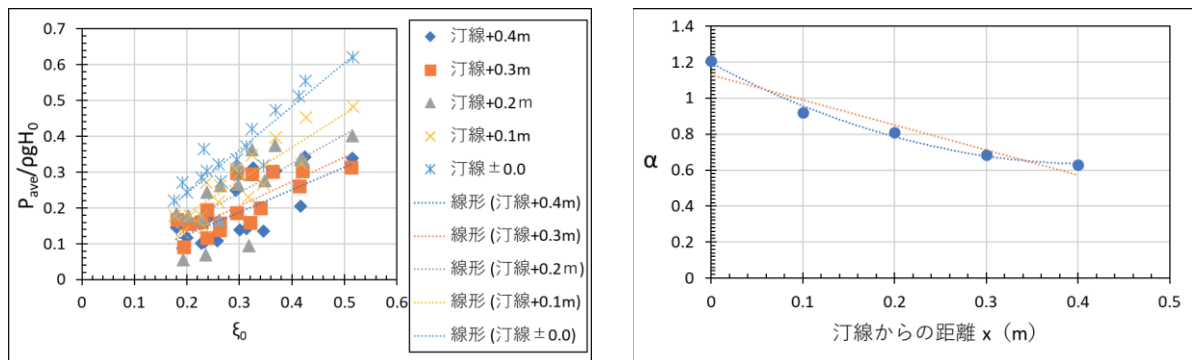 0.7
0.6
0.5
0.4
0.3
0.2
0.1
0
P_ave/ρgH₀
0 0.1 0.2 0.3 0.4 0.5 0.6
ξ₀
汀線+0.4m
汀線+0.3m
汀線+0.2ｍ
汀線+0.1m
汀線±0.0
線形 (汀線+0.4m)
線形 (汀線+0.3m)
線形 (汀線+0.2ｍ)
線形 (汀線+0.1m)
線形 (汀線±0.0)
1.4
1.2
1
0.8
0.6
0.4
0.2
0
α
0 0.1 0.2 0.3 0.4 0.5
汀線からの距離 x（m）